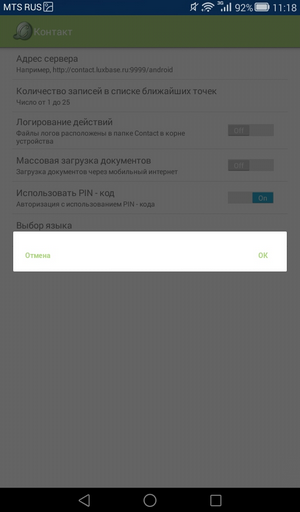 MTS RUS 3G 92% 11:18
Контакт
Адрес сервера
Например, http://contact.luxbase.ru:9999/android
Количество записей в списке ближайших точек
Число от 1 до 25
Логирование действий
Файлы логов расположены в папке Contact в корне
устройства
Off
Массовая загрузка документов
Загрузка документов через мобильный интернет
Off
Использовать PIN - код
Авторизация с использованием PIN - кода
On
Выбор языка
Отмена OK